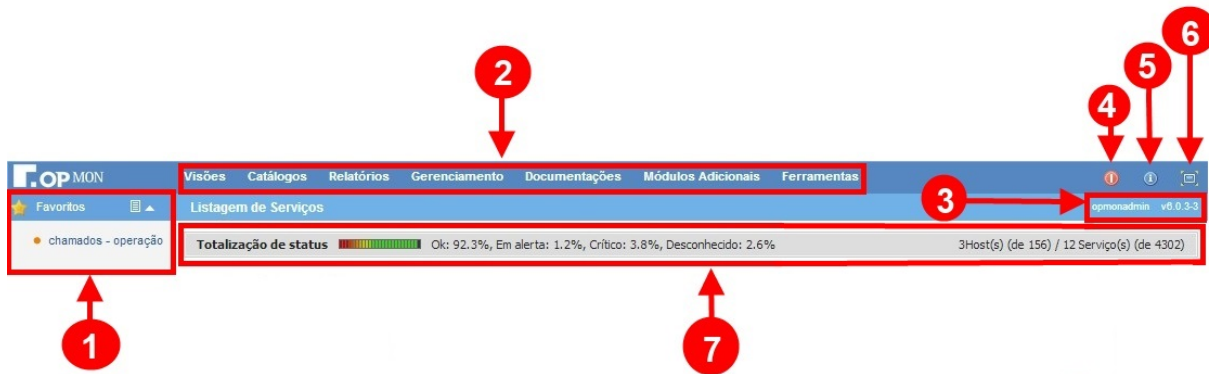 6
5
2
4
OPMON
Visões Catálogos Relatórios Gerenciamento Documentações Módulos Adicionais Ferramentas
Favoritos
Listagem de Serviços
3
opmonadmin v6.0.3-3
chamados - operação
Totalização de status Ok: 92.3%, Em alerta: 1.2%, Crítico: 3.8%, Desconhecido: 2.6% 3Host(s) (de 156) / 12 Serviço(s) (de 4302)
1
7